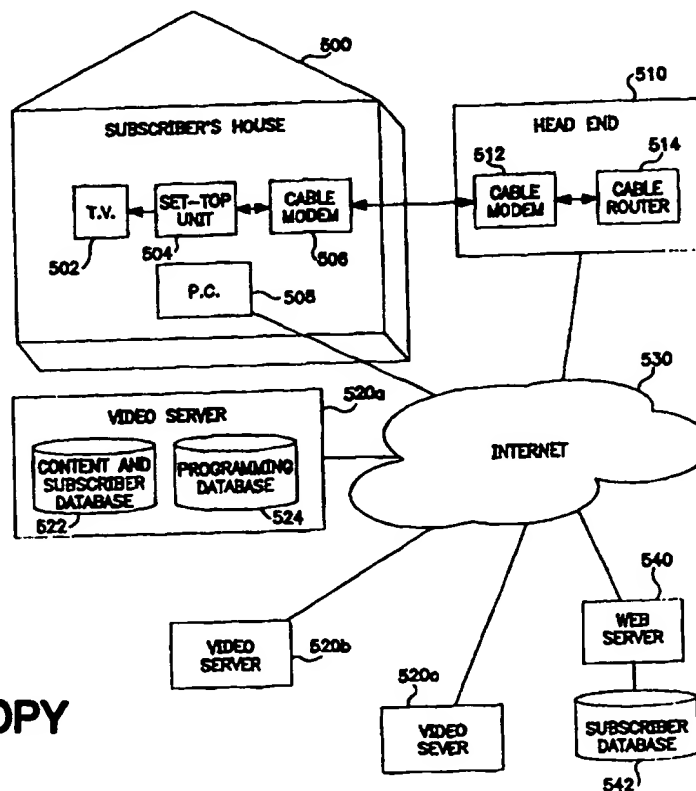 500
510
SUBSCRIBER'S HOUSE
HEAD END
512
514
T.V.
SET-TOP
UNIT
CABLE
MODEM
CABLE
MODEM
CABLE
ROUTER
502
504
506
P.C.
508
530
520a
VIDEO SERVER
CONTENT AND
SUBSCRIBER
DATABASE
PROGRAMMING
DATABASE
522
524
INTERNET
540
VIDEO
SERVER
520b
WEB
SERVER
520c
VIDEO
SEVER
SUBSCRIBER
DATABASE
542
OPY